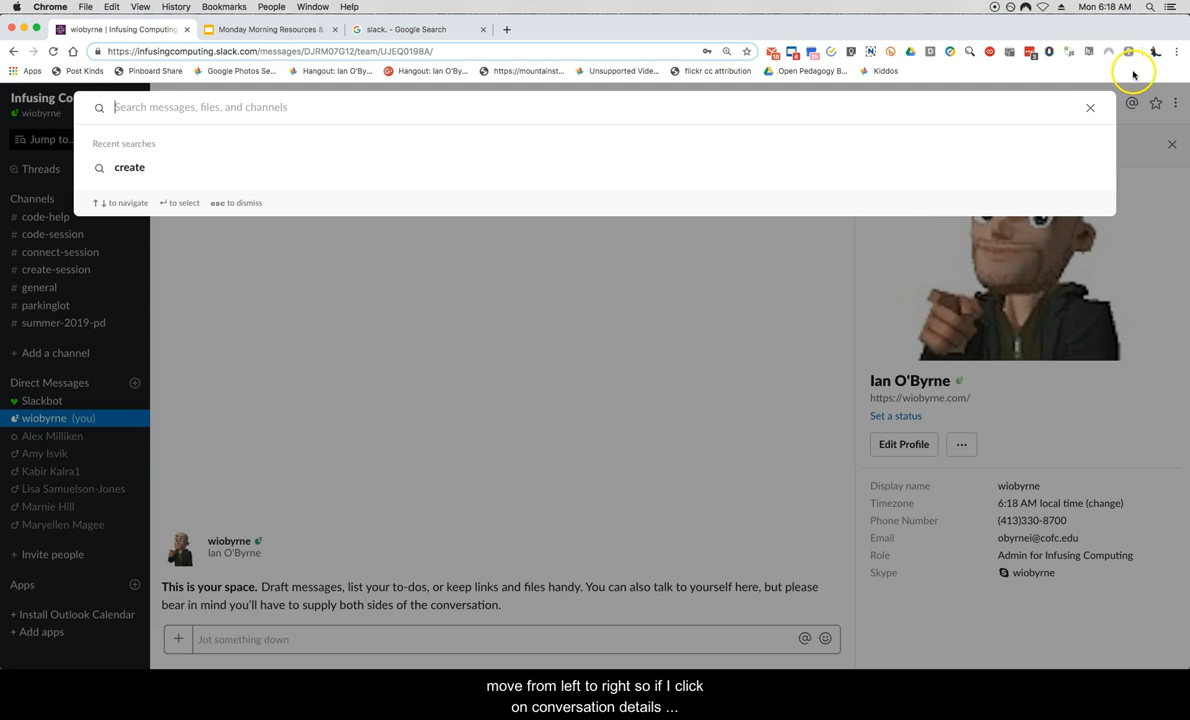 Chrome File Edit View History Bookmarks People Window Help Mon 6:18 AM
wiobyrne | Infusing Computing Monday Morning Resources & slack. - Google Search
https://infusingcomputing.slack.com/messages/DJRM07G12/team/UJEQ0198A/
Apps Post Kinds Pinboard Share Google Photos Se... Hangout: Ian O'By... Hangout: Ian O'By... https://mountainst... Unsupported Vide... flickr cc attribution Open Pedagogy B... Kiddos
Infusing Co
wiobyrne
Search messages, files, and channels
Recent searches
create
↑ ↓ to navigate ↵ to select esc to dismiss
Jump to...
Threads
Channels
# code-help
# code-session
# connect-session
# create-session
# general
# parkinglot
# summer-2019-pd
+ Add a channel
Direct Messages
Slackbot
wiobyrne (you)
Alex Milliken
Amy Isvik
Kabir Kalra1
Lisa Samuelson-Jones
Marnie Hill
Maryellen Magee
+ Invite people
Apps
+ Install Outlook Calendar
+ Add apps
wiobyrne
Ian O'Byrne
This is your space. Draft messages, list your to-dos, or keep links and files handy. You can also talk to yourself here, but please
bear in mind you'll have to supply both sides of the conversation.
Jot something down
Ian O'Byrne
https://wiobyrne.com/
Set a status
Edit Profile
Display name wiobyrne
Timezone 6:18 AM local time (change)
Phone Number (413)330-8700
Email obyrnei@cofc.edu
Role Admin for Infusing Computing
Skype wiobyrne
move from left to right so if I click
on conversation details ...